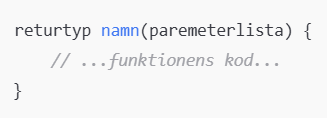 returtyp namn(paremeterlista) {
// ...funktionens kod...
}